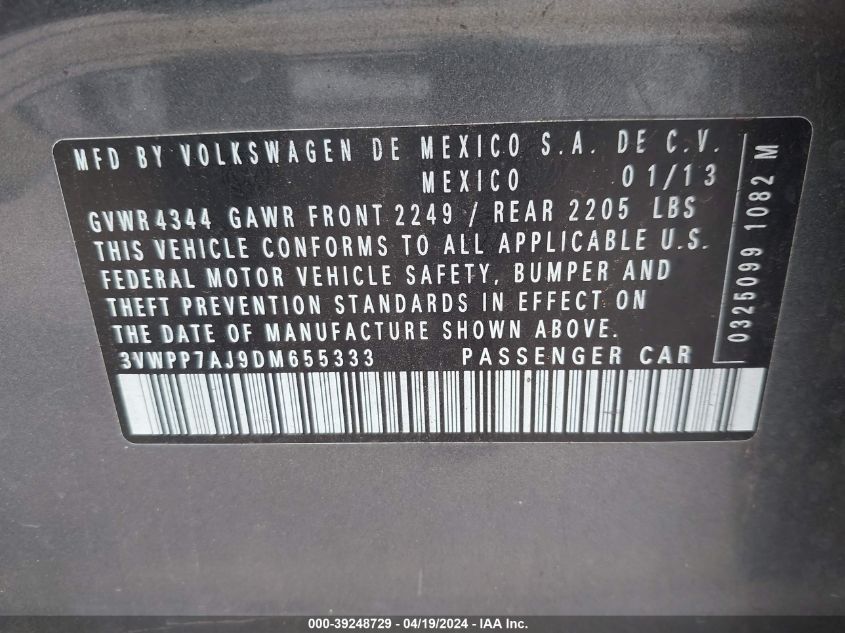 MFD BY VOLKSWAGEN DE MEXICO S.A. DE C.V.
MEXICO 01/13
GVWR 4344 GAWR FRONT 2249 / REAR 2205 LBS
THIS VEHICLE CONFORMS TO ALL APPLICABLE U.S.
FEDERAL MOTOR VEHICLE SAFETY, BUMPER AND
THEFT PREVENTION STANDARDS IN EFFECT ON
THE DATE OF MANUFACTURE SHOWN ABOVE.
3VWPP7AJ9DM655333 PASSENGER CAR
0325099 1082 M
000-39248729 - 04/19/2024 - IAA Inc.